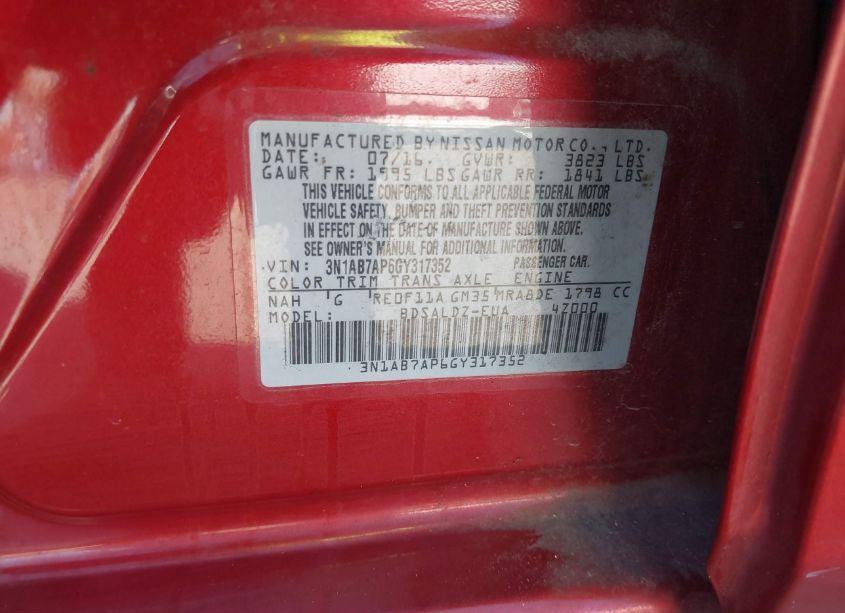 MANUFACTURED BY NISSAN MOTOR CO., LTD.
DATE: 07/16. GVWR: 3823 LBS
GAWR FR: 1995 LBS GAWR RR: 1841 LBS
THIS VEHICLE CONFORMS TO ALL APPLICABLE FEDERAL MOTOR
VEHICLE SAFETY, BUMPER AND THEFT PREVENTION STANDARDS
IN EFFECT ON THE DATE OF MANUFACTURE SHOWN ABOVE.
SEE OWNER'S MANUAL FOR ADDITIONAL INFORMATION.
VIN: 3N1AB7AP6GY317352 PASSENGER CAR.
COLOR TRIM TRANS AXLE ENGINE
NAH G RE0F11A GM35 MRA8DE 1798 CC
MODEL: BDSALDZ-EUA 4Z000
3N1AB7AP6GY317352